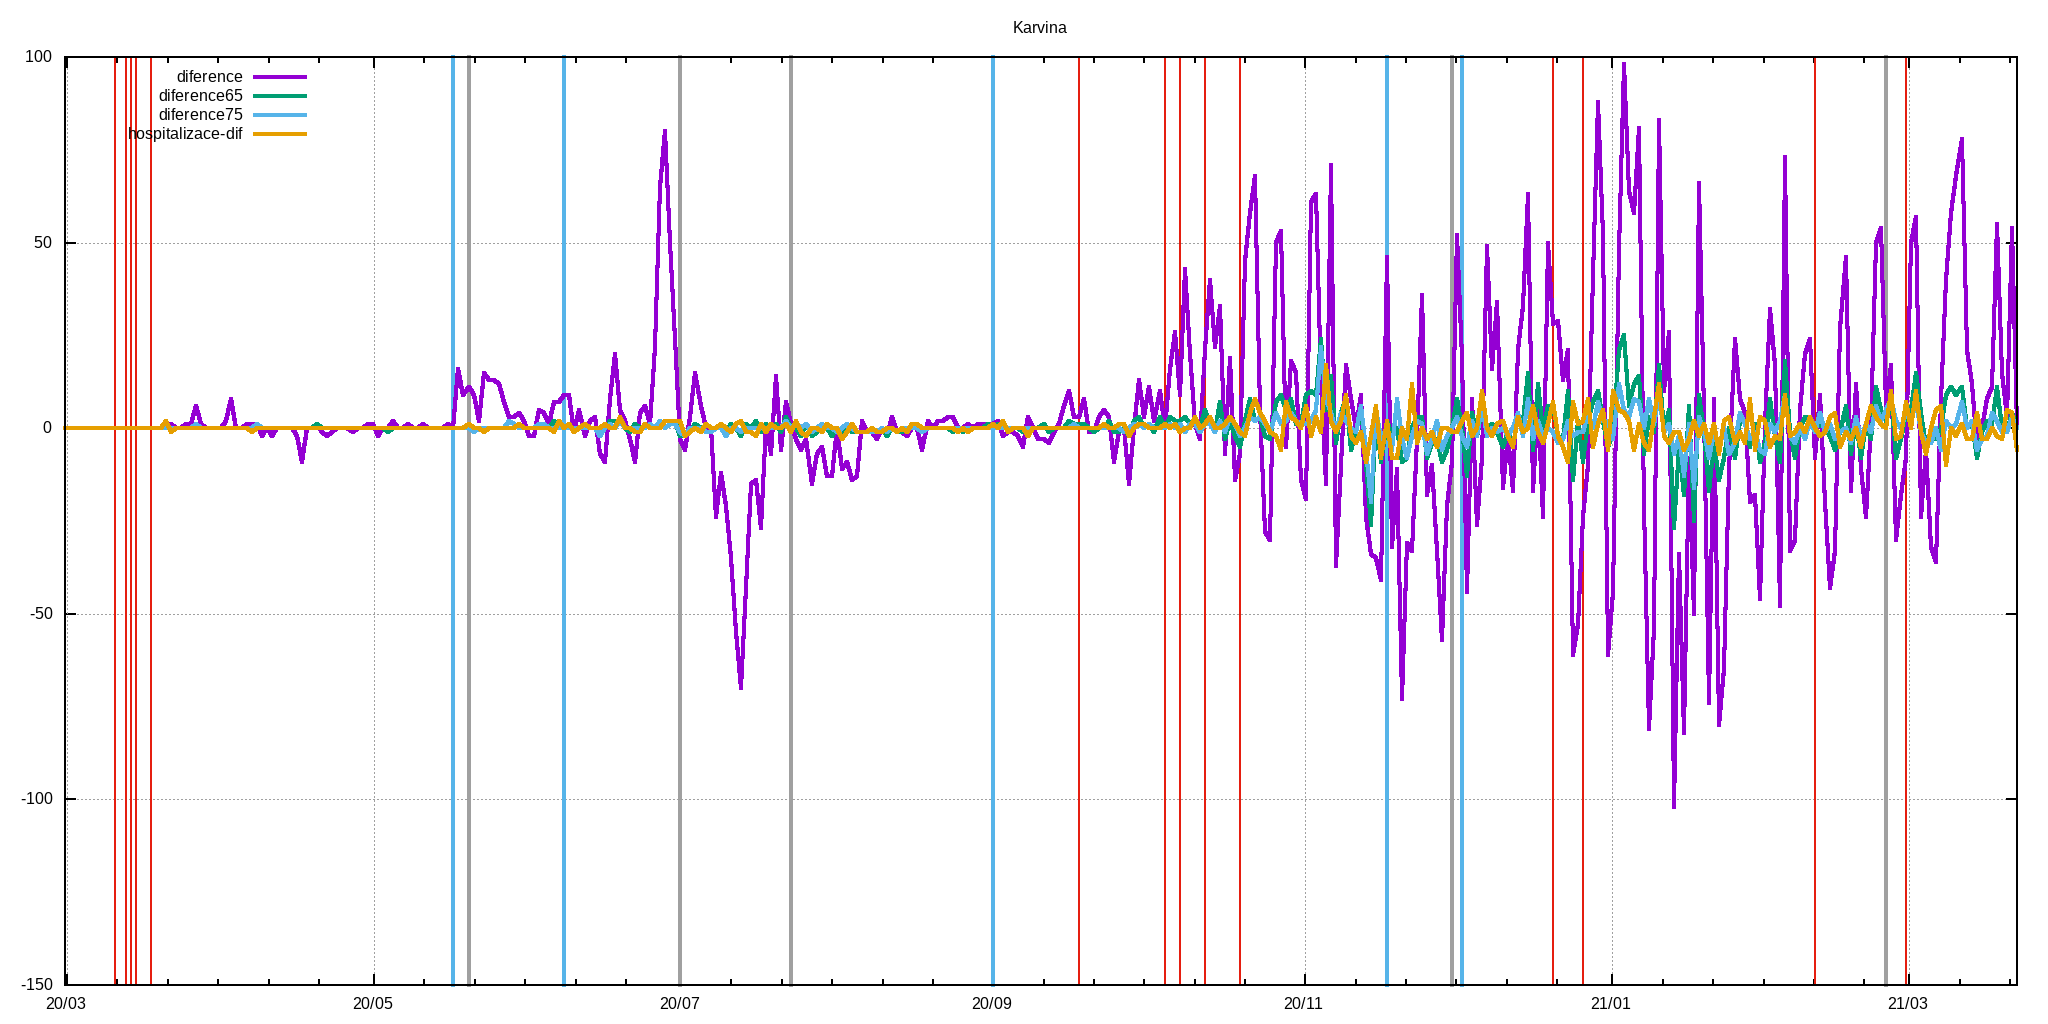 Karvina
100
diference
diference65
diference75
hospitalizace-dif
50
0
-50
-100
-150
20/03 20/05 20/07 20/09 20/11 21/01 21/03